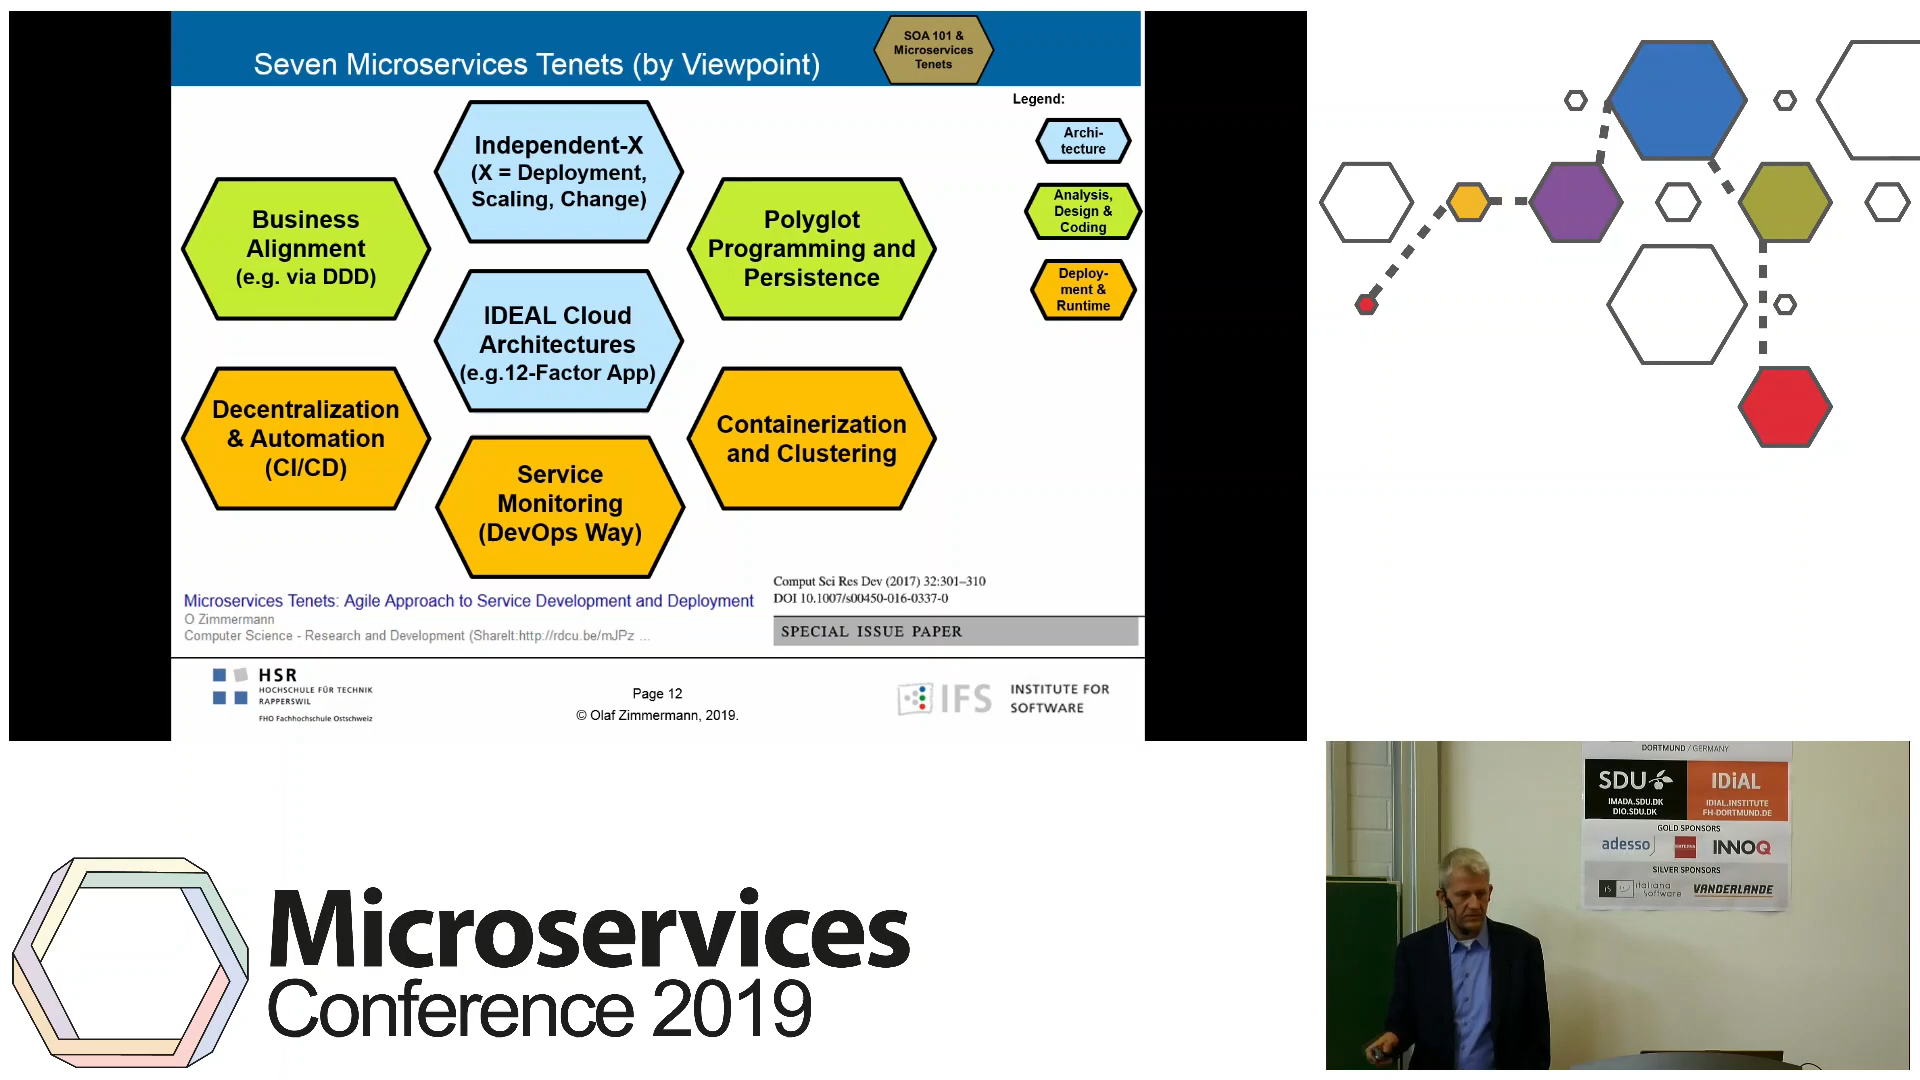 Seven Microservices Tenets (by Viewpoint)
SOA 101 &
Microservices
Tenets
Legend:
Archi-
tecture
Analysis,
Design &
Coding
Deploy-
ment &
Runtime
Independent-X
(X = Deployment,
Scaling, Change)
Business
Alignment
(e.g. via DDD)
Polyglot
Programming and
Persistence
IDEAL Cloud
Architectures
(e.g.12-Factor App)
Decentralization
& Automation
(CI/CD)
Containerization
and Clustering
Service
Monitoring
(DevOps Way)
Microservices Tenets: Agile Approach to Service Development and Deployment
O Zimmermann
Computer Science - Research and Development (ShareIt:http://rdcu.be/mJPz ...
Comput Sci Res Dev (2017) 32:301–310
DOI 10.1007/s00450-016-0337-0
SPECIAL ISSUE PAPER
HSR
HOCHSCHULE FÜR TECHNIK
RAPPERSWIL
FHO Fachhochschule Ostschweiz
Page 12
© Olaf Zimmermann, 2019.
IFS
INSTITUTE FOR
SOFTWARE
DORTMUND / GERMANY
SDU
IMADA.SDU.DK
DIO.SDU.DK
IDiAL
IDIAL.INSTITUTE
FH-DORTMUND.DE
GOLD SPONSORS
adesso
INNOQ
SILVER SPONSORS
italiana
Software
VANDERLANDE
Microservices
Conference 2019